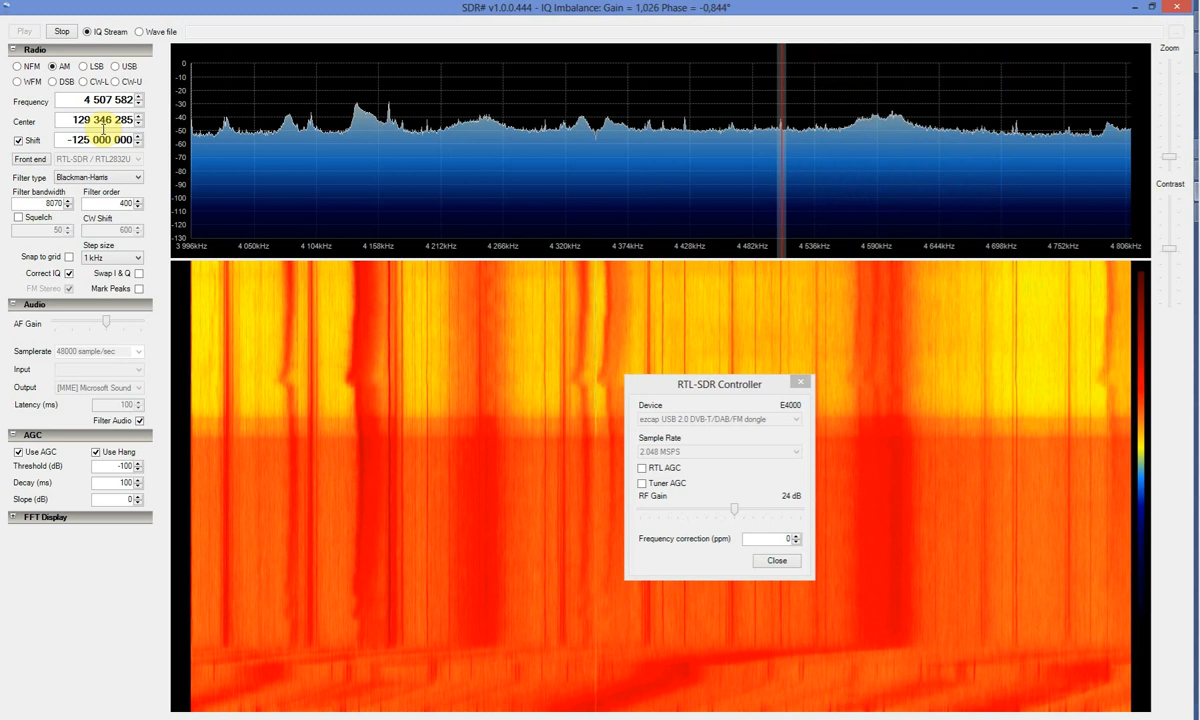 SDR# v1.0.0.444 - IQ Imbalance: Gain = 1,026 Phase = -0,844°
Play Stop IQ Stream Wave file
Radio
NFM AM LSB USB
WFM DSB CW-L CW-U
Frequency 4 507 582
Center 129 346 285
Shift -125 000 000
Front end RTL-SDR / RTL2832U
Filter type Blackman-Harris
Filter bandwidth Filter order
8070 400
Squelch CW Shift
50 600
Step size
Snap to grid 1 kHz
Correct IQ Swap I & Q
FM Stereo Mark Peaks
Audio
AF Gain
Samplerate 48000 sample/sec
Input
Output [MME] Microsoft Sound
Latency (ms) 100
Filter Audio
AGC
Use AGC Use Hang
Threshold (dB) -100
Decay (ms) 100
Slope (dB) 0
FFT Display
0
-10
-20
-30
-40
-50
-60
-70
-80
-90
-100
-110
-120
-130
3 996kHz 4 050kHz 4 104kHz 4 158kHz 4 212kHz 4 266kHz 4 320kHz 4 374kHz 4 428kHz 4 482kHz 4 536kHz 4 590kHz 4 644kHz 4 698kHz 4 752kHz 4 806kHz
RTL-SDR Controller
Device E4000
ezcap USB 2.0 DVB-T/DAB/FM dongle
Sample Rate
2.048 MSPS
RTL AGC
Tuner AGC
RF Gain 24 dB
Frequency correction (ppm) 0
Close
Zoom
Contrast